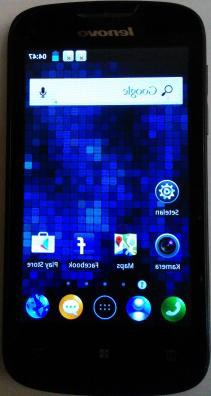 lenovo
04:47
Google
Setelan
Play Store
Facebook
Maps
Kamera